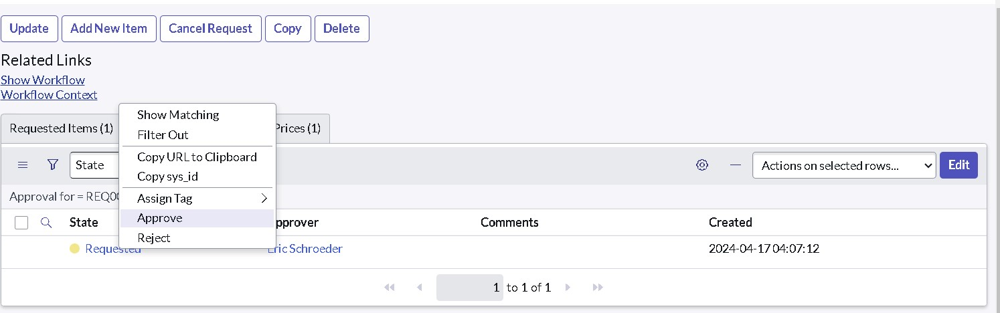 Update Add New Item Cancel Request Copy Delete
Related Links
Show Workflow
Workflow Context
Show Matching
Filter Out
Copy URL to Clipboard
Copy sys_id
Assign Tag
Approve
Reject
Requested Items (1) Prices (1)
State Actions on selected rows... Edit
Approval for = REQ00
State pprover Comments Created
Requested Eric Schroeder 2024-04-17 04:07:12
1 to 1 of 1